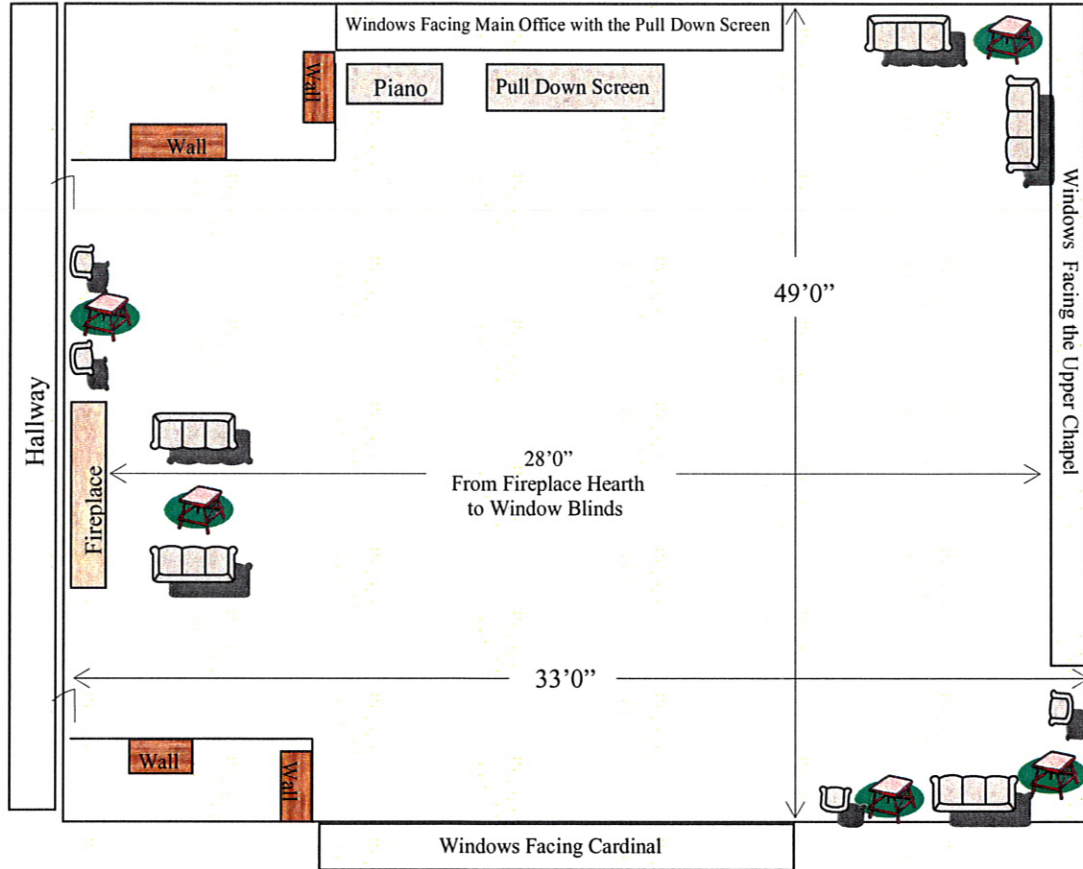 Windows Facing Main Office with the Pull Down Screen
Wall
Piano
Pull Down Screen
Wall
Windows Facing the Upper Chapel
49’0”
Hallway
Fireplace
28’0”
From Fireplace Hearth
to Window Blinds
33’0”
Wall
Wall
Windows Facing Cardinal